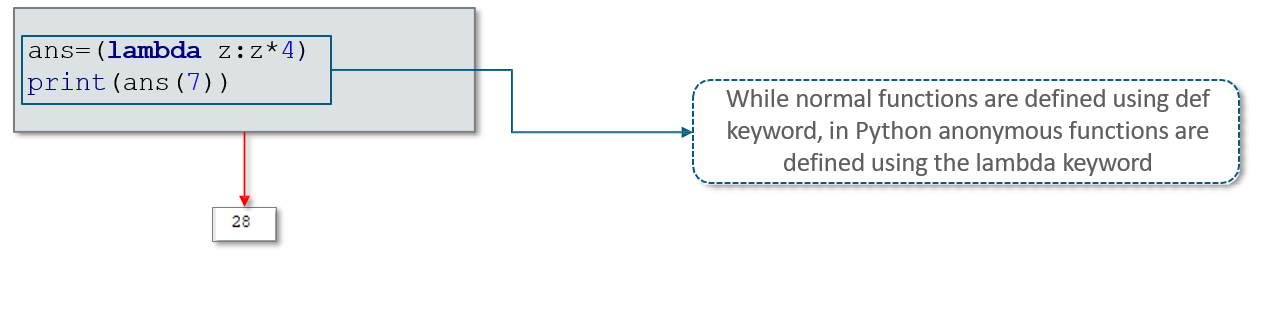 ans=(lambda z:z*4)
print(ans(7))
While normal functions are defined using def
keyword, in Python anonymous functions are
defined using the lambda keyword
28